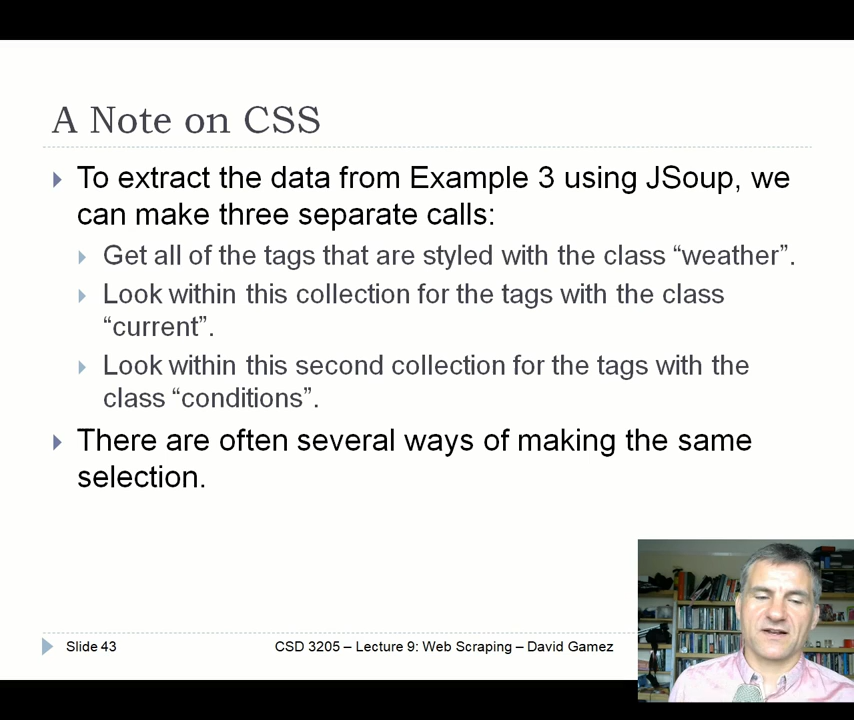 A Note on CSS
To extract the data from Example 3 using JSoup, we
can make three separate calls:
Get all of the tags that are styled with the class “weather”.
Look within this collection for the tags with the class
“current”.
Look within this second collection for the tags with the
class “conditions”.
There are often several ways of making the same
selection.
Slide 43
CSD 3205 – Lecture 9: Web Scraping – David Gamez